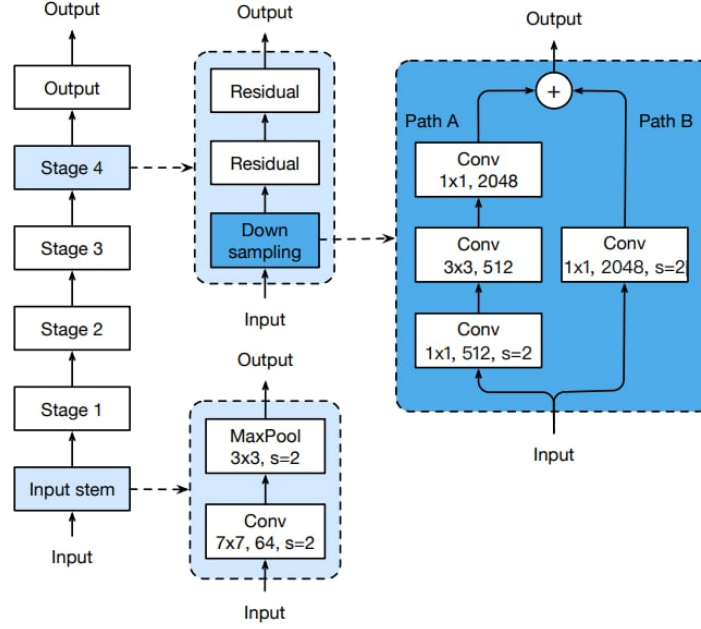 Output
Output
Stage 4
Stage 3
Stage 2
Stage 1
Input stem
Input
Output
Residual
Residual
Down
sampling
Input
Output
MaxPool
3x3, s=2
Conv
7x7, 64, s=2
Input
Output
+
Path A
Path B
Conv
1x1, 2048
Conv
3x3, 512
Conv
1x1, 512, s=2
Conv
1x1, 2048, s=2
Input